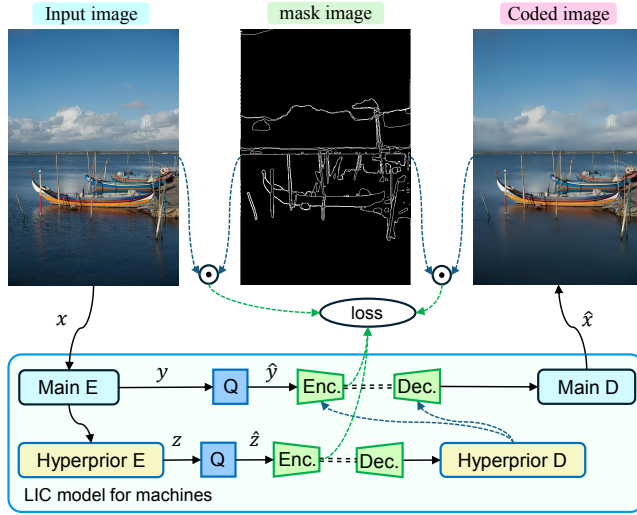 Input image
mask image
Coded image
loss
x
x̂
Main E
y
Q
ŷ
Enc.
Dec.
Main D
Hyperprior E
z
Q
ẑ
Enc.
Dec.
Hyperprior D
LIC model for machines